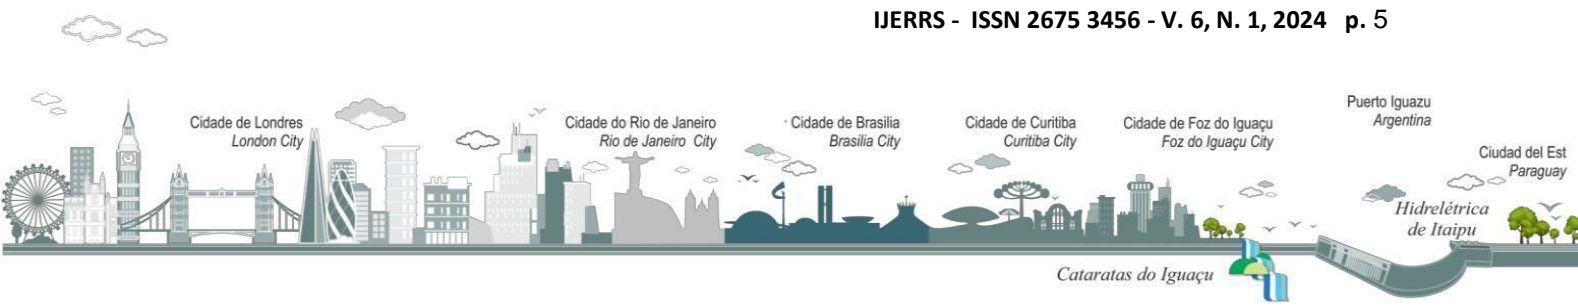 IJERRS - ISSN 2675 3456 - V. 6, N. 1, 2024 p. 5
Cidade de Londres
London City
Cidade do Rio de Janeiro
Rio de Janeiro City
Cidade de Brasilia
Brasilia City
Cidade de Curitiba
Curitiba City
Cidade de Foz do Iguaçu
Foz do Iguaçu City
Puerto Iguazu
Argentina
Ciudad del Est
Paraguay
Hidrelétrica
de Itaipu
Cataratas do Iguaçu